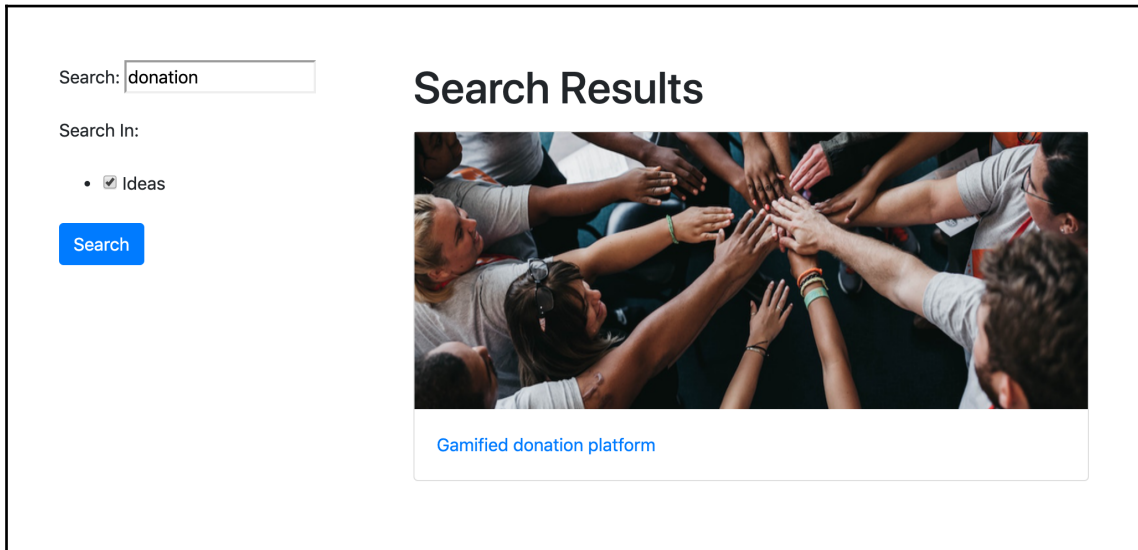 Search: donation
Search In:
Ideas
Search
Search Results
Gamified donation platform